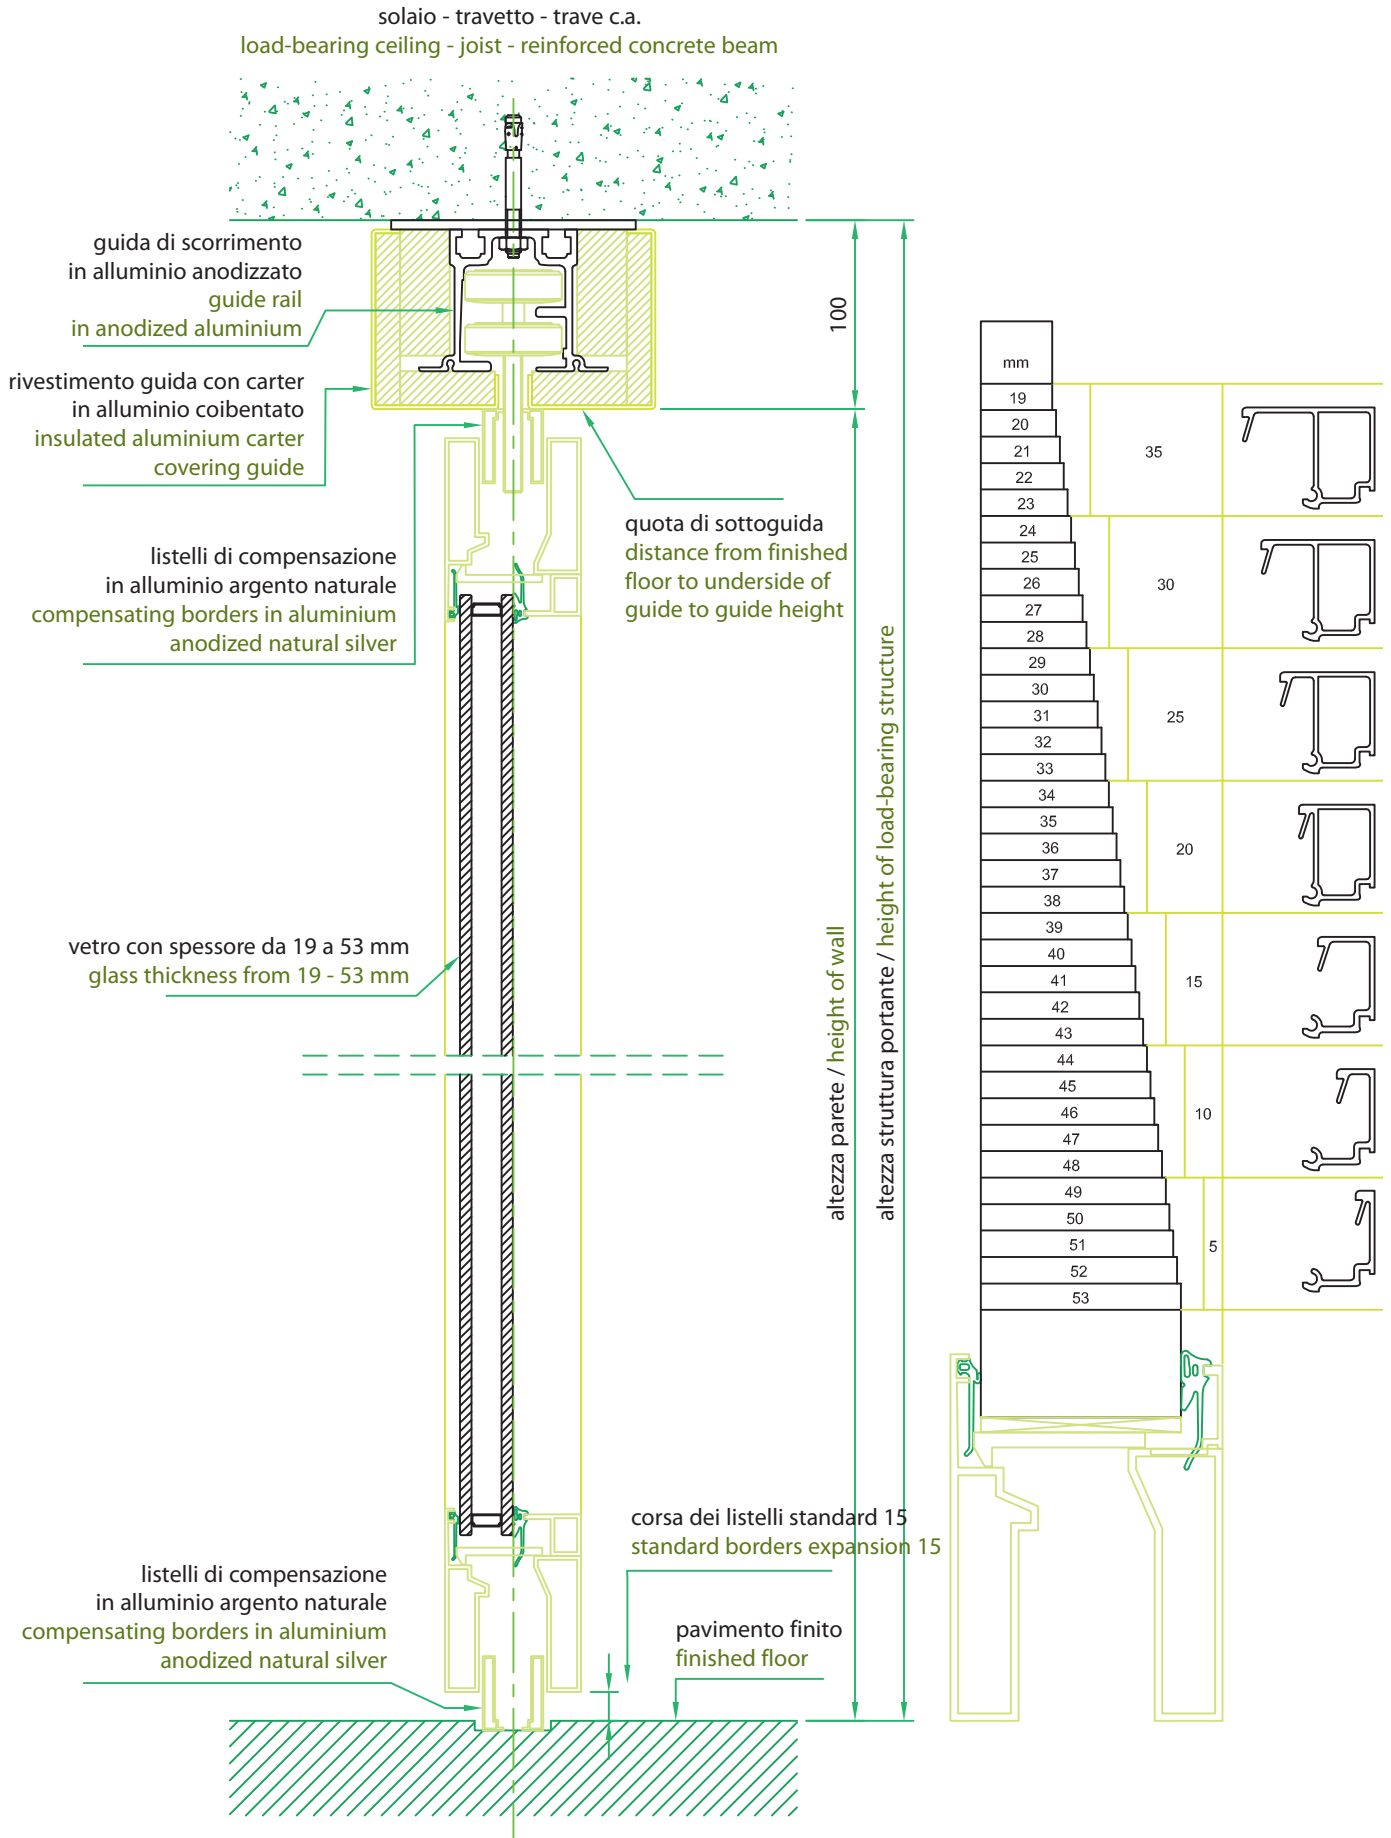 solaio - travetto - trave c.a.
load-bearing ceiling - joist - reinforced concrete beam
guida di scorrimento
in alluminio anodizzato
guide rail
in anodized aluminium
rivestimento guida con carter
in alluminio coibentato
insulated aluminium carter
covering guide
listelli di compensazione
in alluminio argento naturale
compensating borders in aluminium
anodized natural silver
quota di sottoguida
distance from finished
floor to underside of
guide to guide height
vetro con spessore da 19 a 53 mm
glass thickness from 19 - 53 mm
corsa dei listelli standard 15
standard borders expansion 15
listelli di compensazione
in alluminio argento naturale
compensating borders in aluminium
anodized natural silver
pavimento finito
finished floor
100
altezza parete / height of wall
altezza struttura portante / height of load-bearing structure
mm
19
20
21
22
23
24
25
26
27
28
29
30
31
32
33
34
35
36
37
38
39
40
41
42
43
44
45
46
47
48
49
50
51
52
53
35
30
25
20
15
10
5